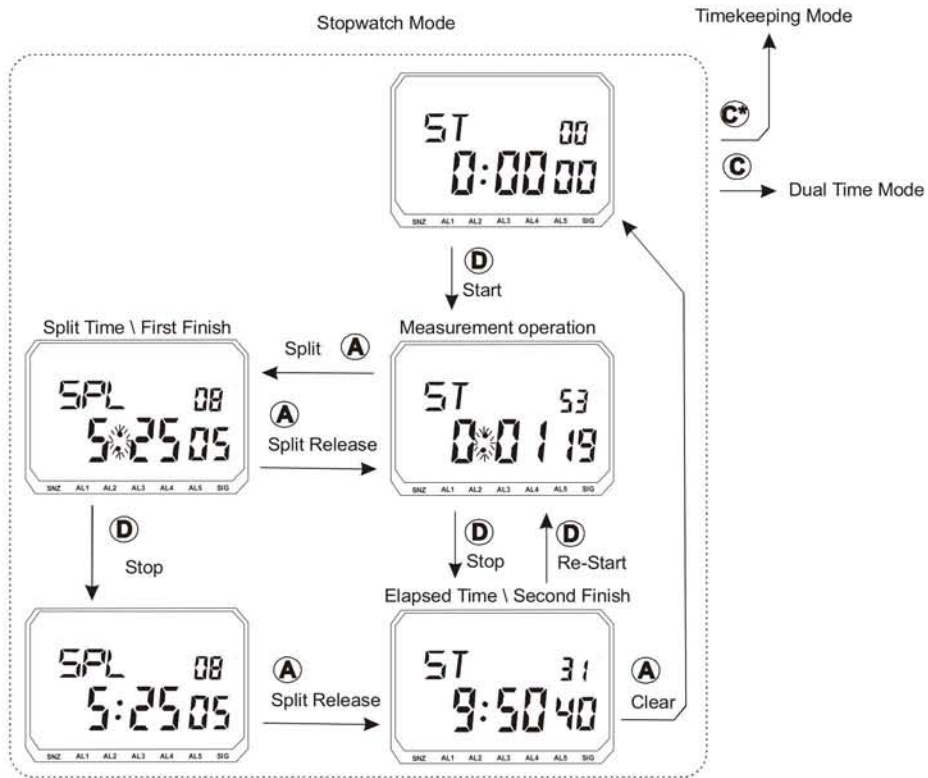 Stopwatch Mode
Timekeeping Mode
C*
C
Dual Time Mode
ST 00
0:00 00
SNZ AL1 AL2 AL3 AL4 AL5 SIG
D
Start
Split Time \ First Finish
Split A
Measurement operation
SPL 08
5:25 05
SNZ AL1 AL2 AL3 AL4 AL5 SIG
A
Split Release
ST 53
0:01 19
SNZ AL1 AL2 AL3 AL4 AL5 SIG
D
Stop
D
Stop
D
Re-Start
Elapsed Time \ Second Finish
SPL 08
5:25 05
SNZ AL1 AL2 AL3 AL4 AL5 SIG
A
Split Release
ST 31
9:50 40
SNZ AL1 AL2 AL3 AL4 AL5 SIG
A
Clear